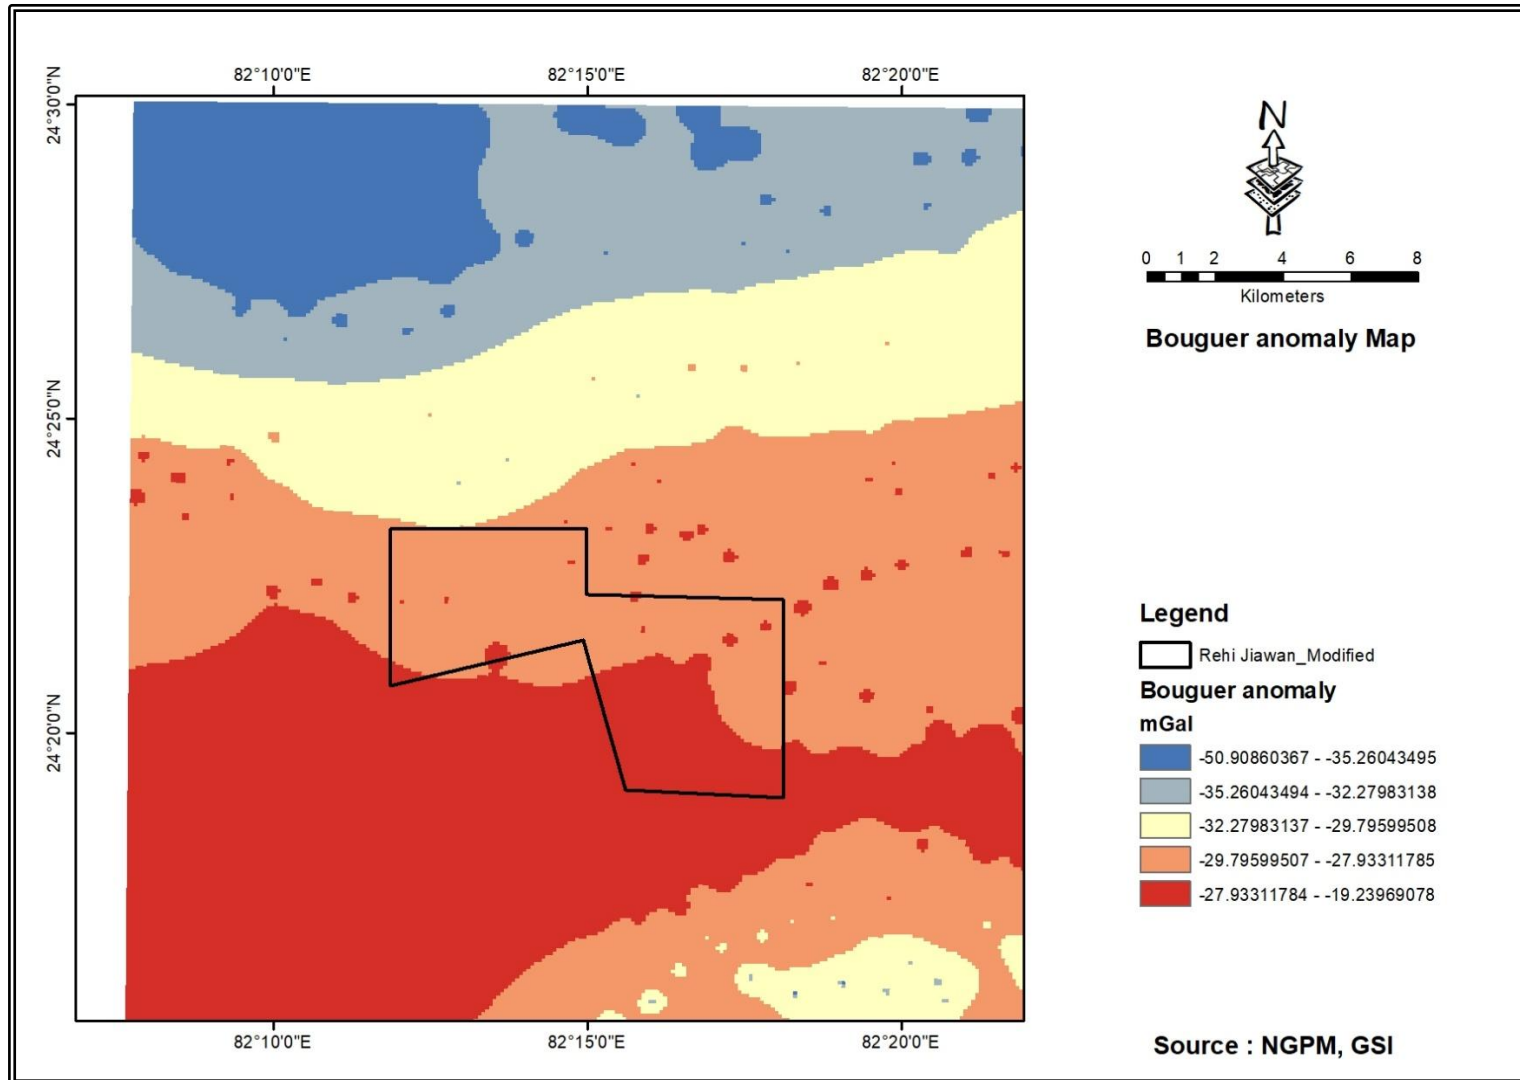 82°10'0"E 82°15'0"E 82°20'0"E
24°30'0"N
24°25'0"N
24°20'0"N
82°10'0"E 82°15'0"E 82°20'0"E
N
0 1 2 4 6 8
Kilometers
Bouguer anomaly Map
Legend
Rehi Jiawan_Modified
Bouguer anomaly
mGal
-50.90860367 - -35.26043495
-35.26043494 - -32.27983138
-32.27983137 - -29.79599508
-29.79599507 - -27.93311785
-27.93311784 - -19.23969078
Source : NGPM, GSI